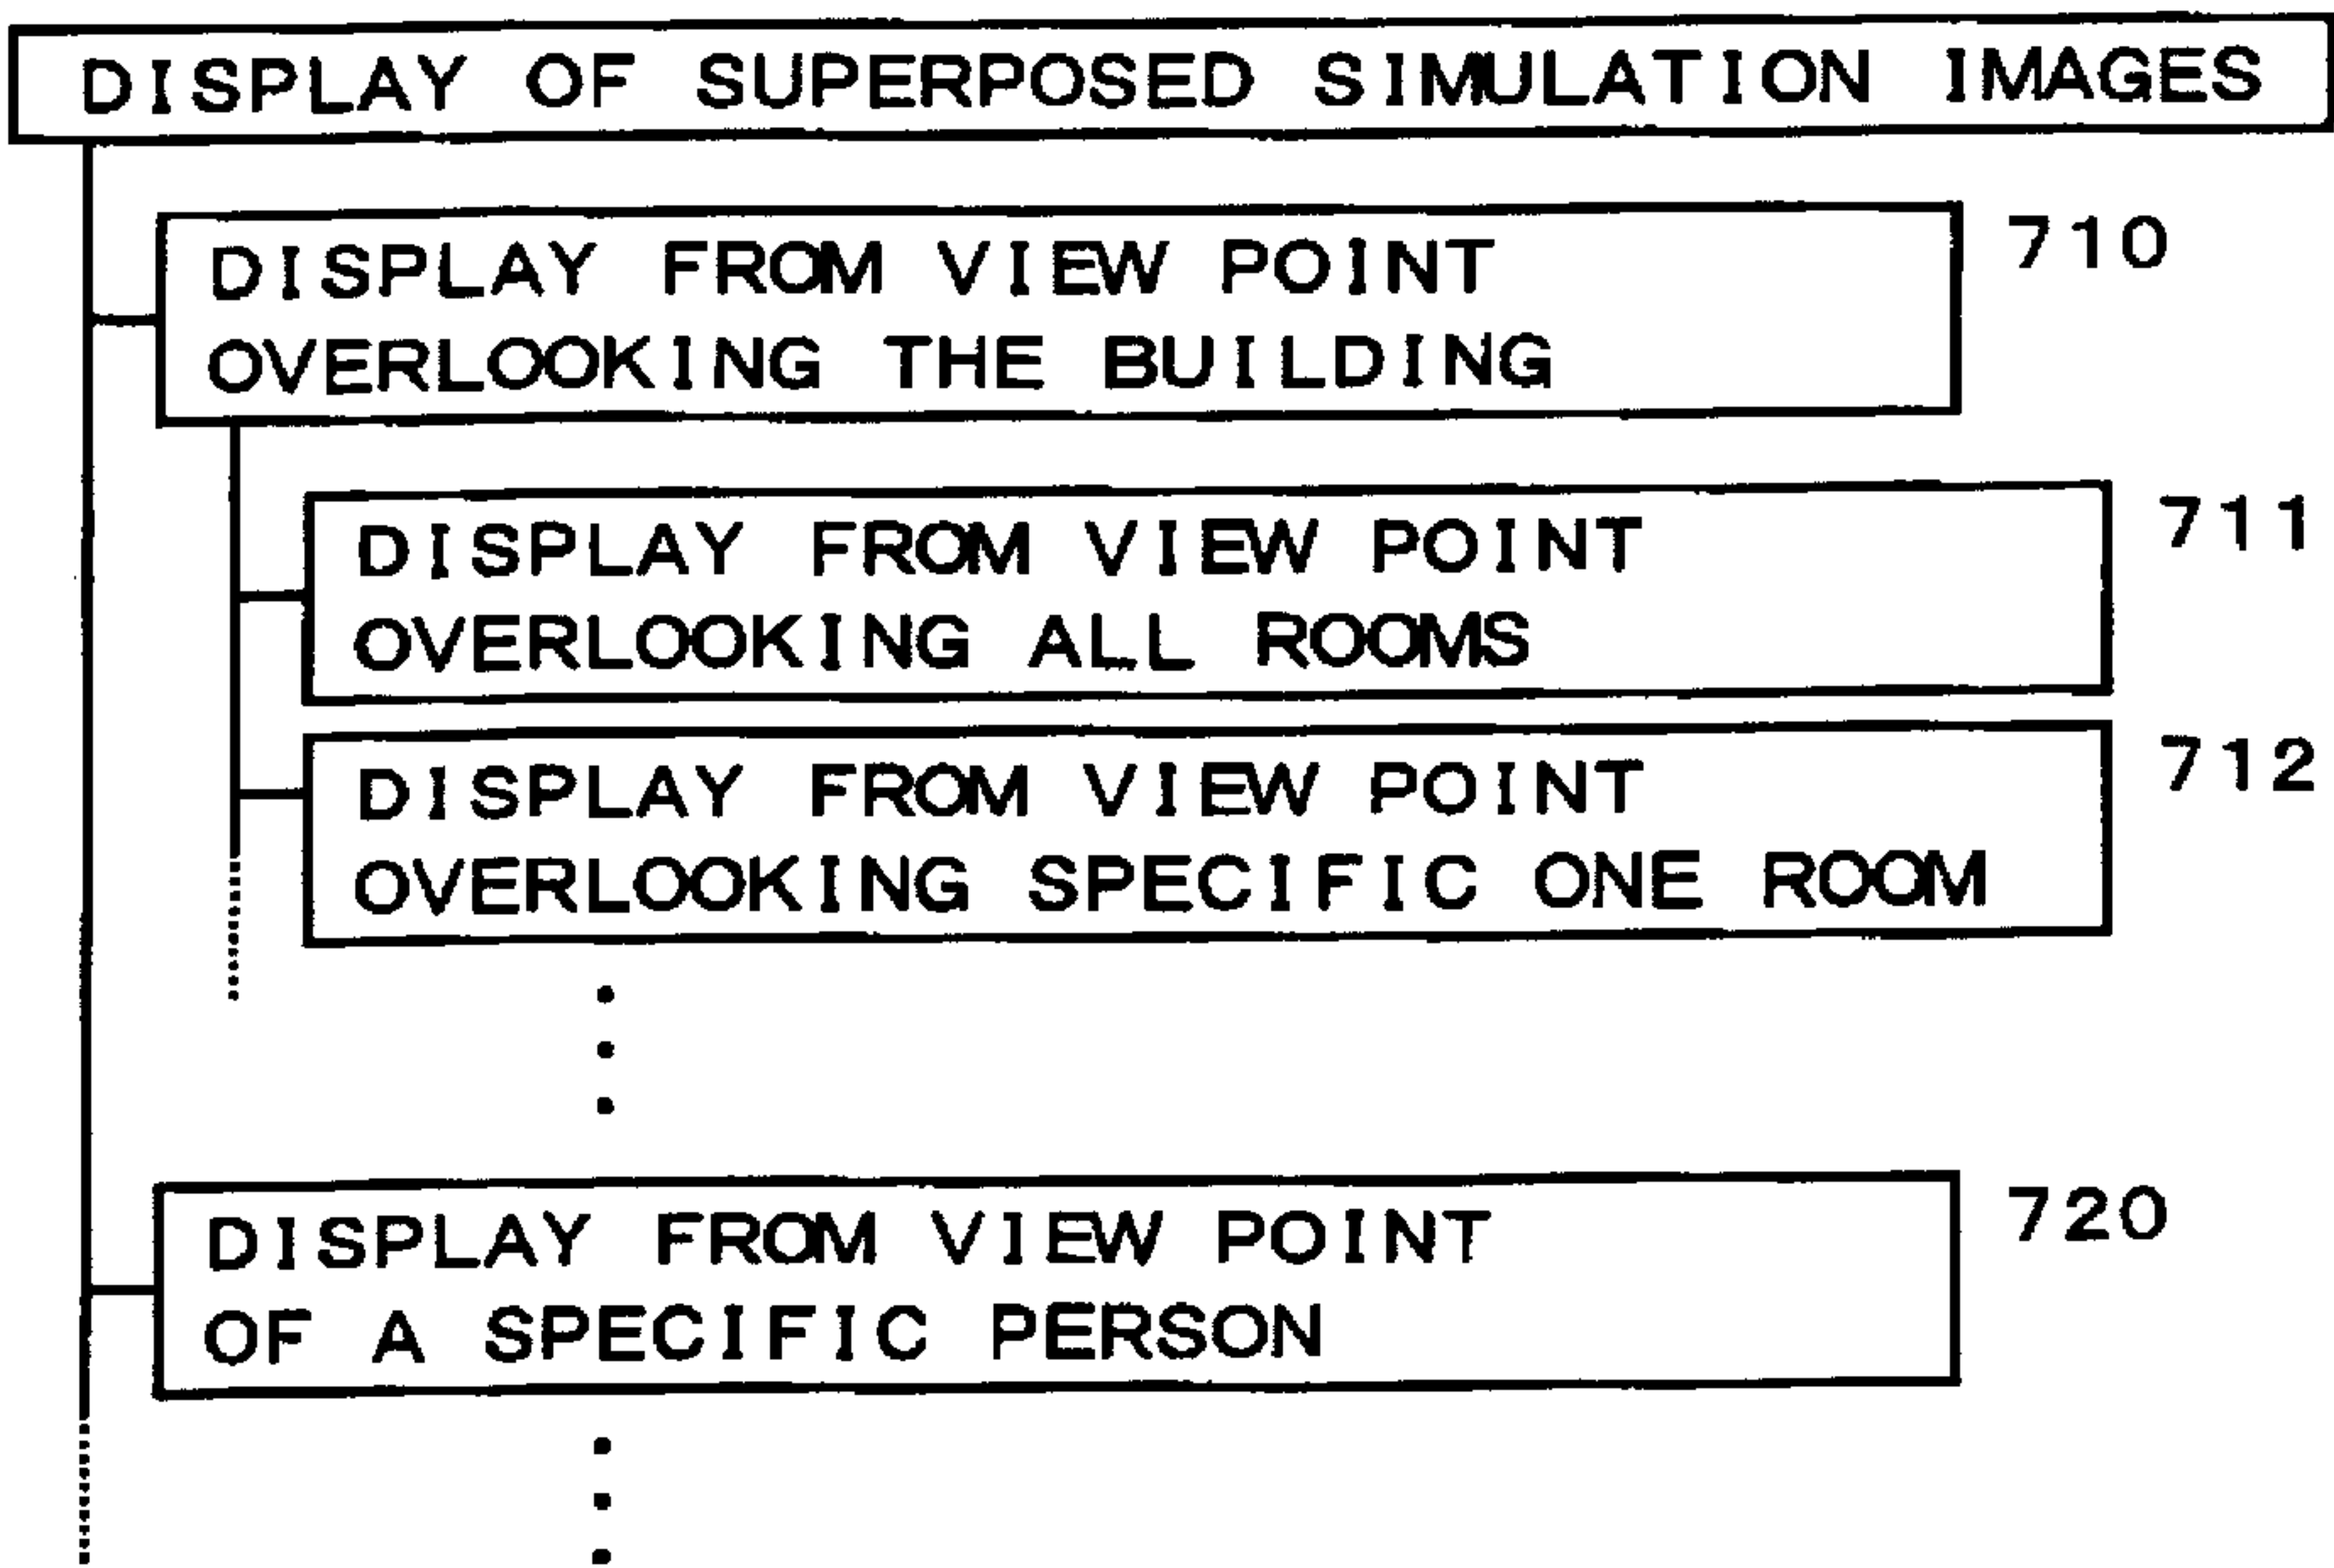 DISPLAY OF SUPERPOSED SIMULATION IMAGES
710
DISPLAY FROM VIEW POINT
OVERLOOKING THE BUILDING
711
DISPLAY FROM VIEW POINT
OVERLOOKING ALL ROOMS
712
DISPLAY FROM VIEW POINT
OVERLOOKING SPECIFIC ONE ROOM
720
DISPLAY FROM VIEW POINT
OF A SPECIFIC PERSON